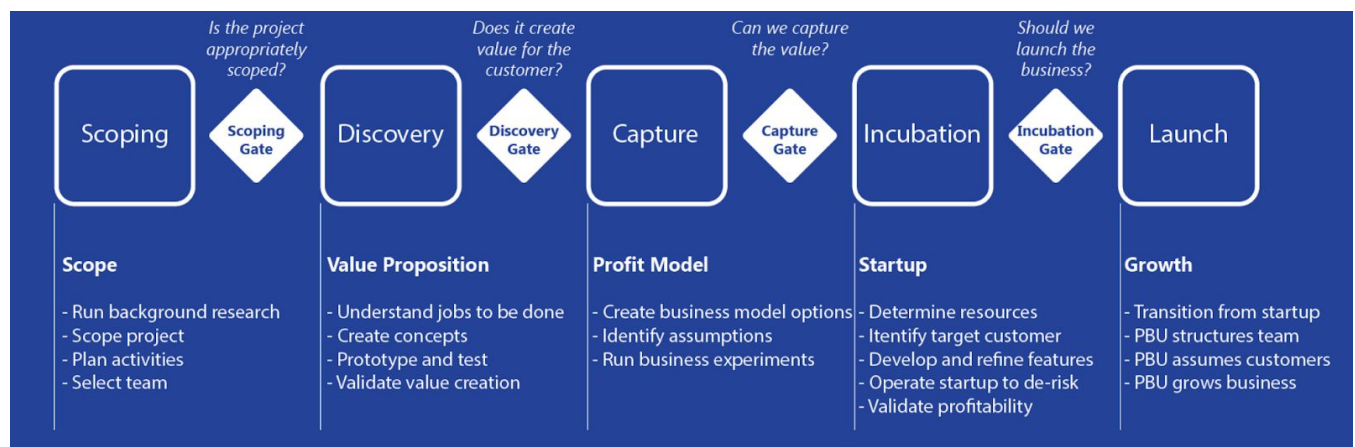 Is the project
appropriately
scoped?
Does it create
value for the
customer?
Can we capture
the value?
Should we
launch the
business?
Scoping
Scoping
Gate
Discovery
Discovery
Gate
Capture
Capture
Gate
Incubation
Incubation
Gate
Launch
Scope
- Run background research
- Scope project
- Plan activities
- Select team
Value Proposition
- Understand jobs to be done
- Create concepts
- Prototype and test
- Validate value creation
Profit Model
- Create business model options
- Identify assumptions
- Run business experiments
Startup
- Determine resources
- Itentify target customer
- Develop and refine features
- Operate startup to de-risk
- Validate profitability
Growth
- Transition from startup
- PBU structures team
- PBU assumes customers
- PBU grows business